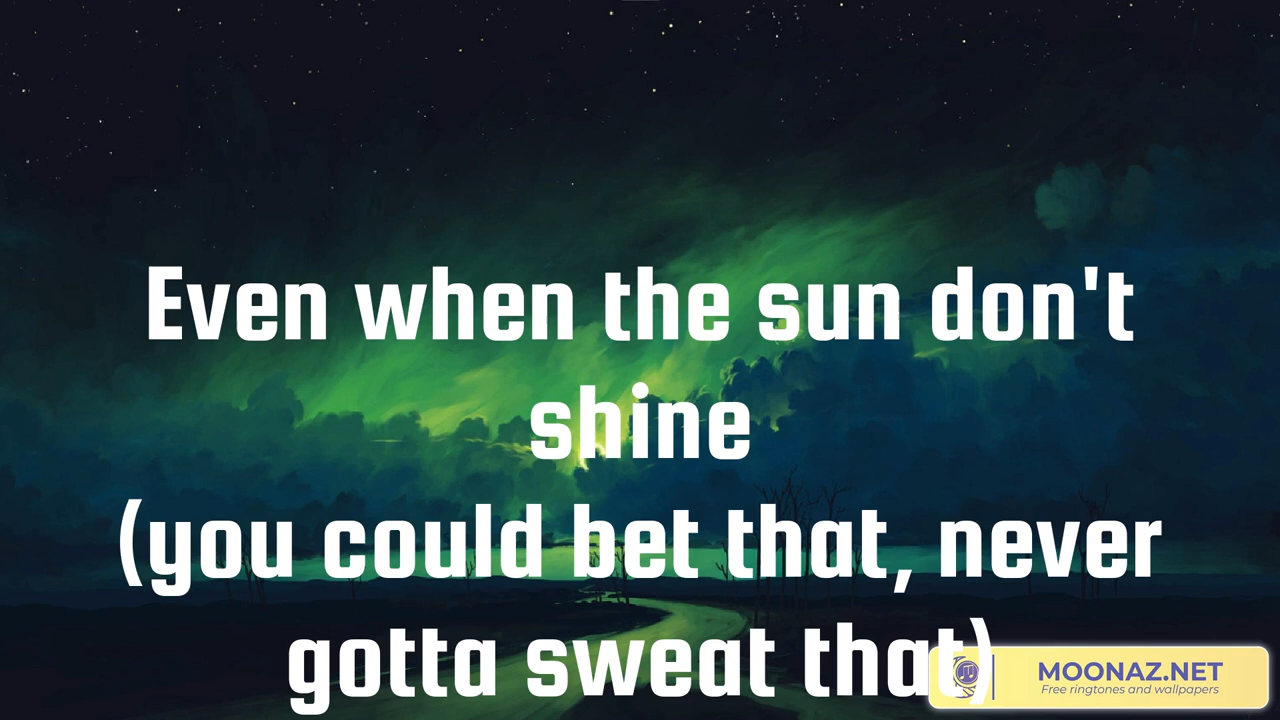 Even when the sun don't
shine
(you could bet that, never
gotta sweat that)
MOONAZ.NET
Free ringtones and wallpapers